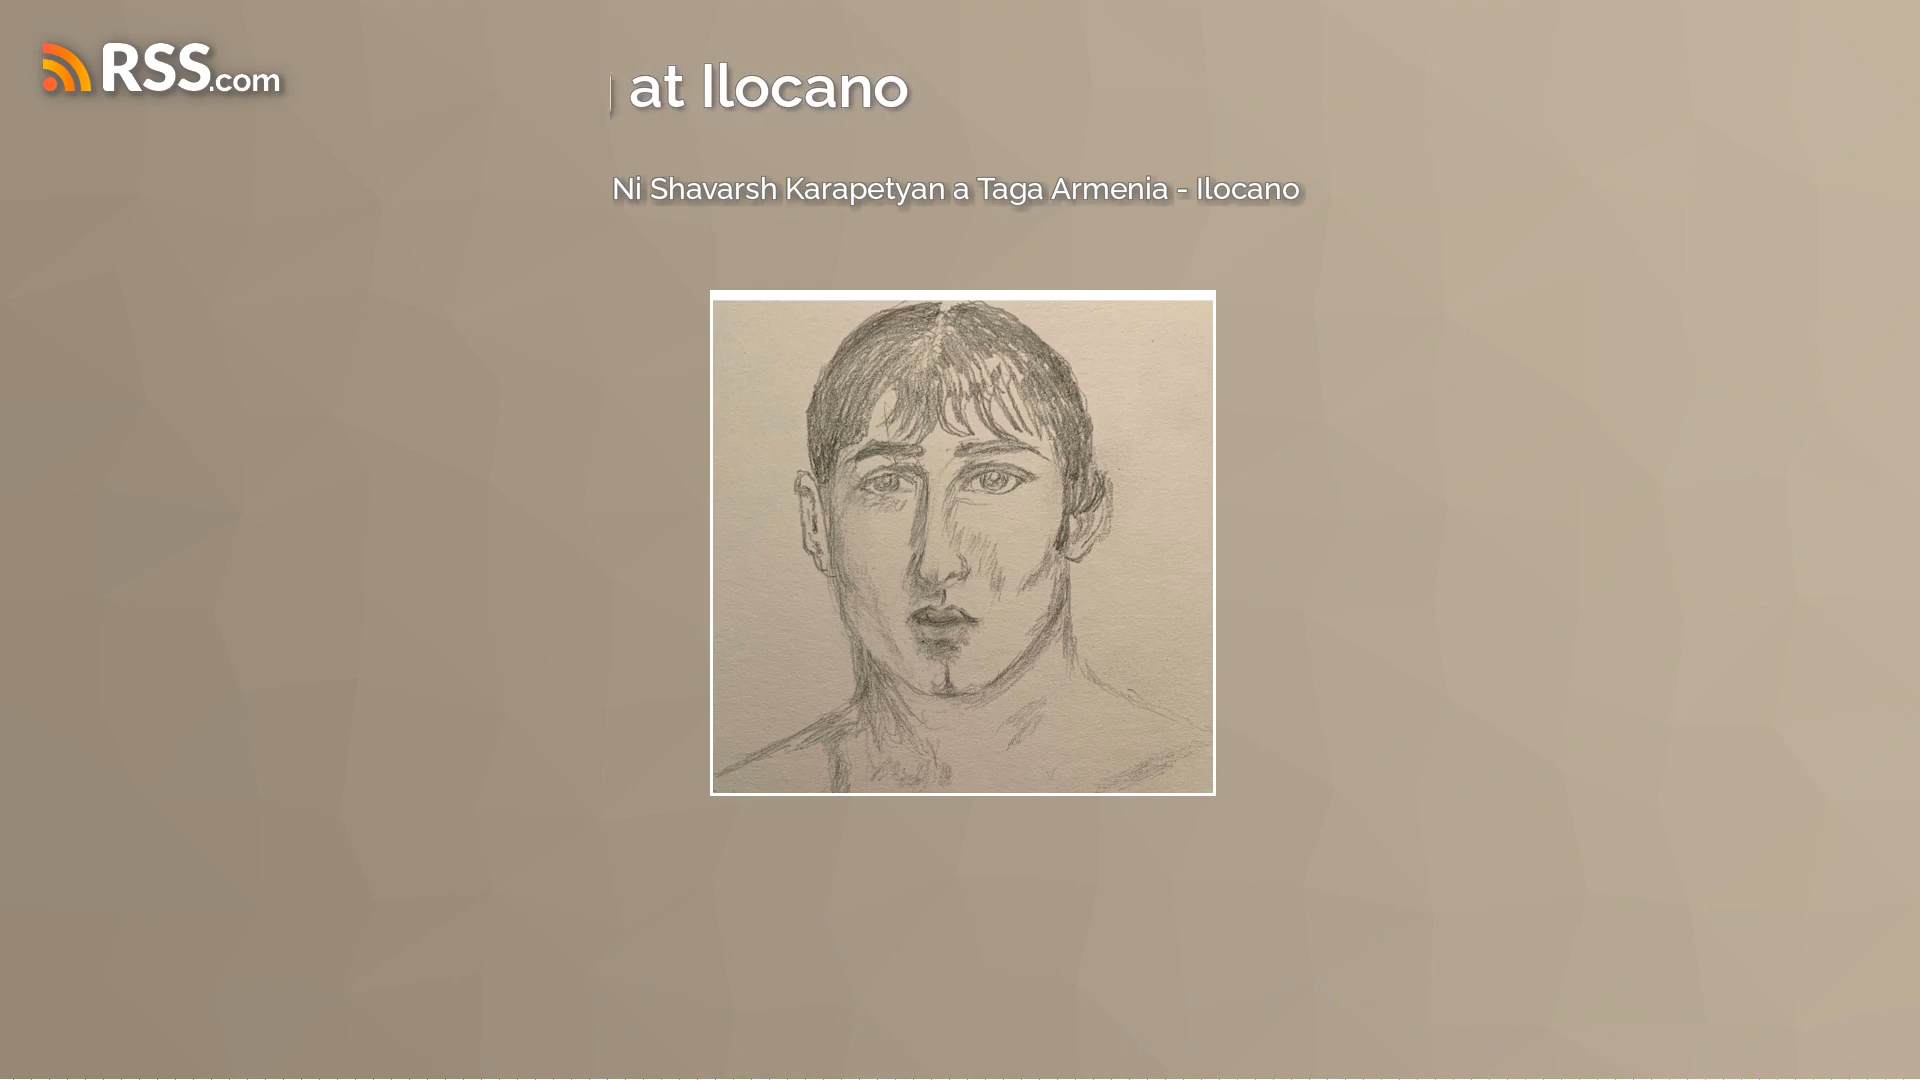 RSS.com
at Ilocano
Ni Shavarsh Karapetyan a Taga Armenia - Ilocano